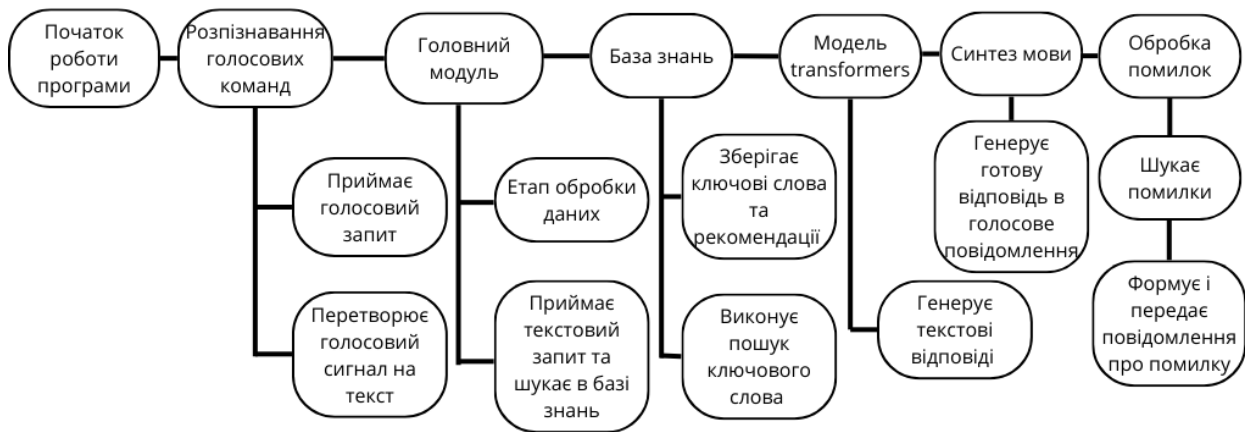 Початок
роботи
програми
Розпізнавання
голосових
команд
Головний
модуль
База знань
Модель
transformers
Синтез мови
Обробка
помилок
Приймає
голосовий
запит
Перетворює
голосовий
сигнал на
текст
Етап обробки
даних
Приймає
текстовий
запит та
шукає в базі
знань
Зберігає
ключові слова
та
рекомендації
Виконує
пошук
ключового
слова
Генерує
текстові
відповіді
Генерує
готову
відповідь в
голосове
повідомлення
Шукає
помилки
Формує і
передає
повідомлення
про помилку